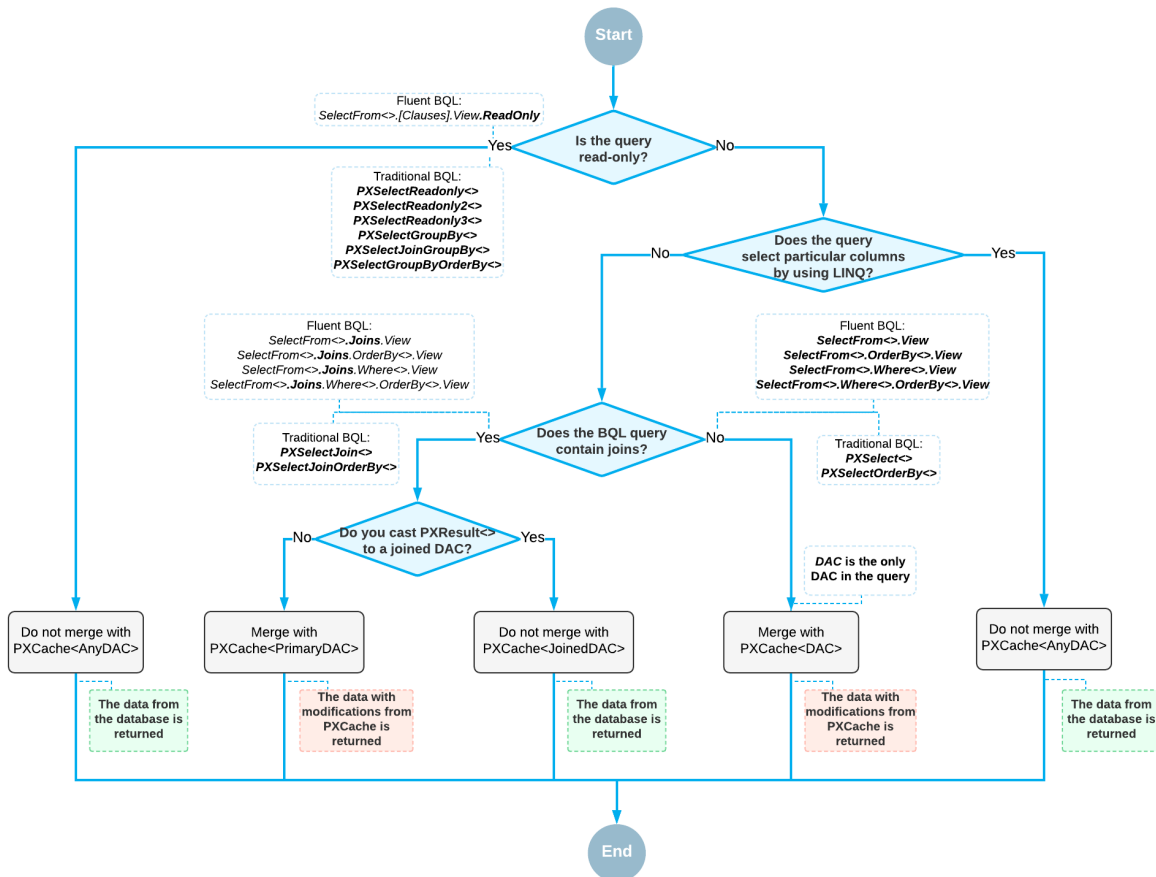 Start
Fluent BQL:
SelectFrom<>.[Clauses].View.ReadOnly
Is the query
read-only?
Yes
No
Traditional BQL:
PXSelectReadonly<>
PXSelectReadonly2<>
PXSelectReadonly3<>
PXSelectGroupBy<>
PXSelectJoinGroupBy<>
PXSelectGroupByOrderBy<>
Does the query
select particular columns
by using LINQ?
No
Yes
Fluent BQL:
SelectFrom<>.Joins.View
SelectFrom<>.Joins.OrderBy<>.View
SelectFrom<>.Joins.Where<>.View
SelectFrom<>.Joins.Where<>.OrderBy<>.View
Fluent BQL:
SelectFrom<>.View
SelectFrom<>.OrderBy<>.View
SelectFrom<>.Where<>.View
SelectFrom<>.Where<>.OrderBy<>.View
Traditional BQL:
PXSelectJoin<>
PXSelectJoinOrderBy<>
Yes
Does the BQL query
contain joins?
No
Traditional BQL:
PXSelect<>
PXSelectOrderBy<>
No
Do you cast PXResult<>
to a joined DAC?
Yes
DAC is the only
DAC in the query
Do not merge with
PXCache<AnyDAC>
Merge with
PXCache<PrimaryDAC>
Do not merge with
PXCache<JoinedDAC>
Merge with
PXCache<DAC>
Do not merge with
PXCache<AnyDAC>
The data from
the database is
returned
The data with
modifications from
PXCache is
returned
The data from
the database is
returned
The data with
modifications from
PXCache is
returned
The data from
the database is
returned
End